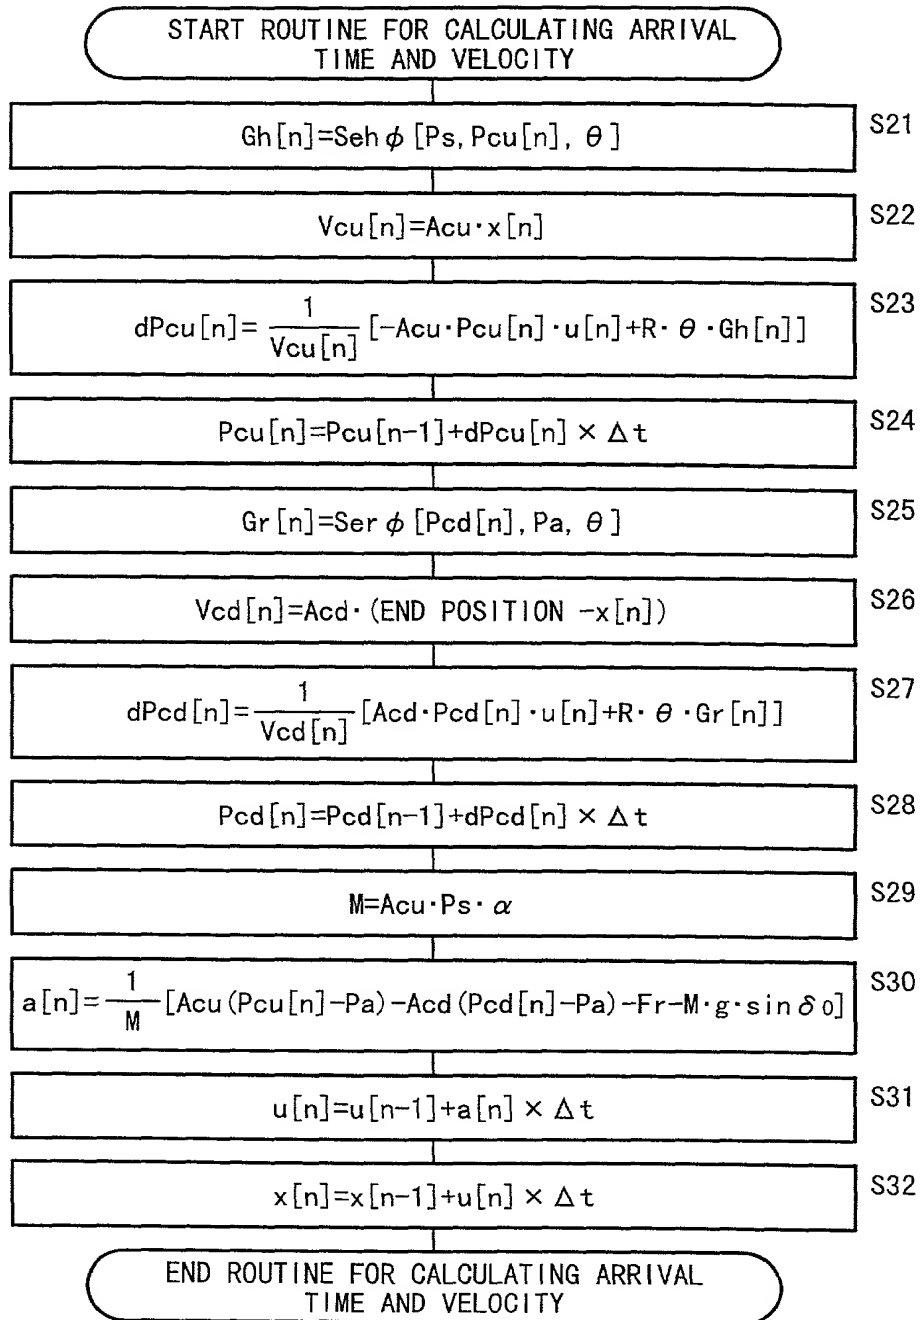 START ROUTINE FOR CALCULATING ARRIVAL
TIME AND VELOCITY
Gh[n]=Seh φ [Ps, Pcu[n], θ] S21
Vcu[n]=Acu·x[n] S22
dPcu[n]= 1/Vcu[n] [-Acu·Pcu[n]·u[n]+R·θ·Gh[n]] S23
Pcu[n]=Pcu[n-1]+dPcu[n] × Δt S24
Gr[n]=Ser φ [Pcd[n], Pa, θ] S25
Vcd[n]=Acd·(END POSITION -x[n]) S26
dPcd[n]= 1/Vcd[n] [Acd·Pcd[n]·u[n]+R·θ·Gr[n]] S27
Pcd[n]=Pcd[n-1]+dPcd[n] × Δt S28
M=Acu·Ps·α S29
a[n]= 1/M [Acu(Pcu[n]-Pa)-Acd(Pcd[n]-Pa)-Fr-M·g·sin δ0] S30
u[n]=u[n-1]+a[n] × Δt S31
x[n]=x[n-1]+u[n] × Δt S32
END ROUTINE FOR CALCULATING ARRIVAL
TIME AND VELOCITY